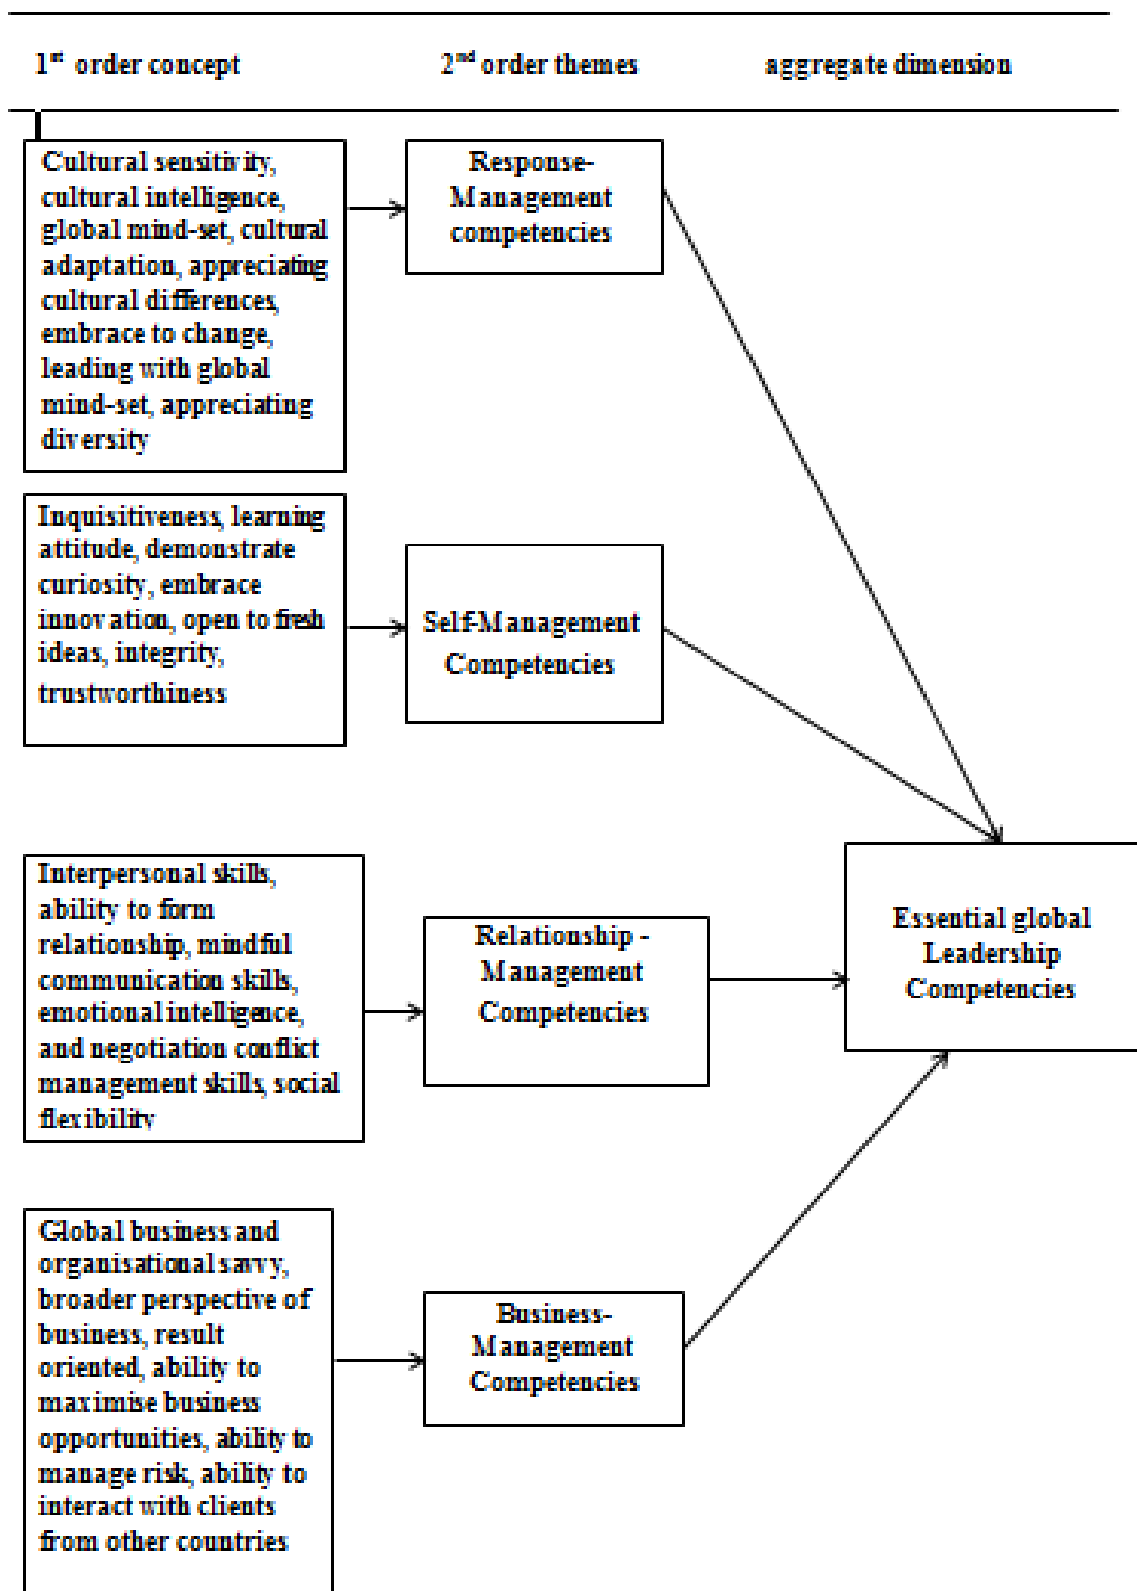 1st order concept
2nd order themes
aggregate dimension
Cultural sensitivity,
cultural intelligence,
global mind-set, cultural
adaptation, appreciating
cultural differences,
embrace to change,
leading with global
mind-set, appreciating
diversity
Response-
Management
competencies
Inquisitiveness, learning
attitude, demonstrate
curiosity, embrace
innovation, open to fresh
ideas, integrity,
trustworthiness
Self-Management
Competencies
Interpersonal skills,
ability to form
relationship, mindful
communication skills,
emotional intelligence,
and negotiation conflict
management skills, social
flexibility
Relationship -
Management
Competencies
Essential global
Leadership
Competencies
Global business and
organisational savvy,
broader perspective of
business, result
oriented, ability to
maximise business
opportunities, ability to
manage risk, ability to
interact with clients
from other countries
Business-
Management
Competencies